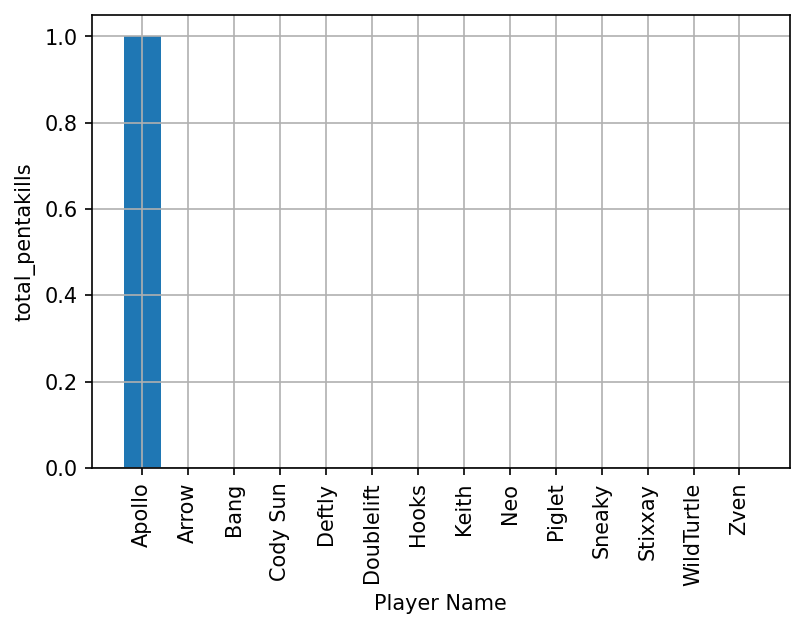 1.0
0.8
0.6
0.4
0.2
0.0
total_pentakills
Apollo
Arrow
Bang
Cody Sun
Deftly
Doublelift
Hooks
Keith
Neo
Piglet
Sneaky
Stixxay
WildTurtle
Zven
Player Name